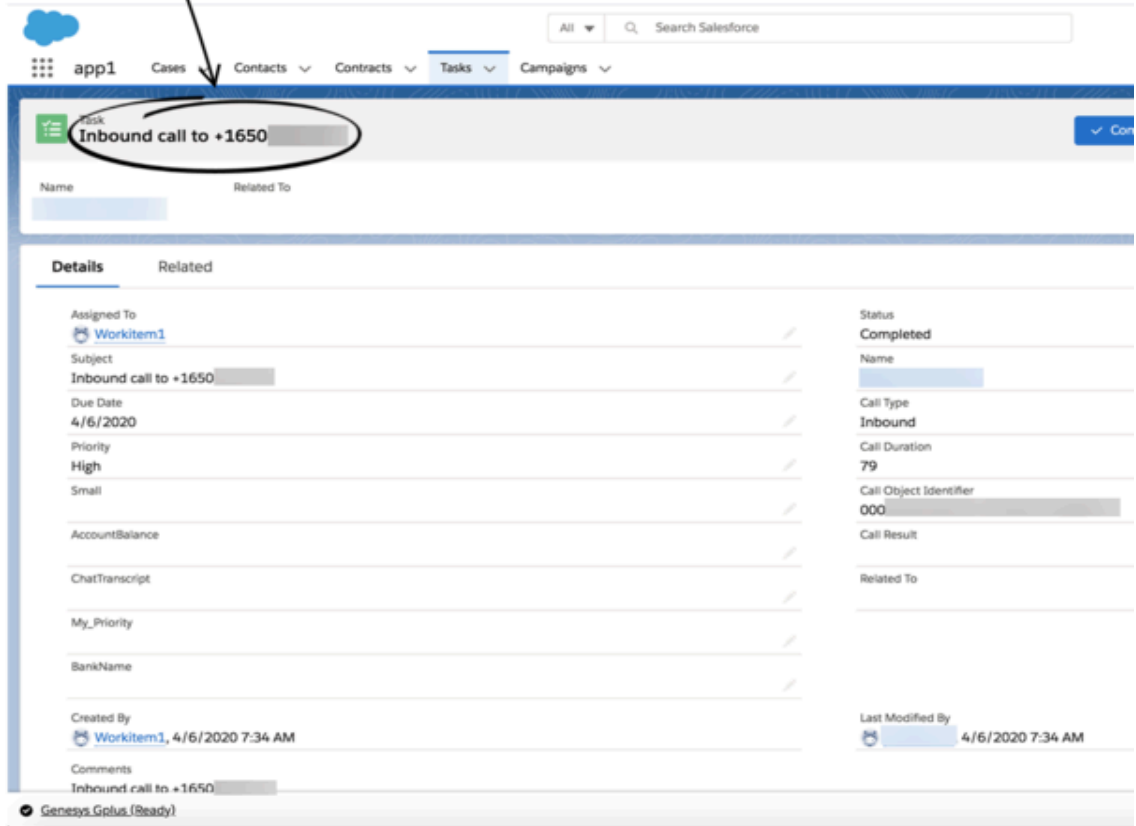 All
Search Salesforce
app1 Cases Contacts Contracts Tasks Campaigns
Task
Inbound call to +1650
Name Related To
Details Related
Assigned To
Workitem1
Subject
Inbound call to +1650
Due Date
4/6/2020
Priority
High
Small
AccountBalance
ChatTranscript
My_Priority
BankName
Created By
Workitem1, 4/6/2020 7:34 AM
Comments
Inbound call to +1650
Status
Completed
Name
Call Type
Inbound
Call Duration
79
Call Object Identifier
000
Call Result
Related To
Last Modified By
4/6/2020 7:34 AM
Genesys Gplus (Ready)